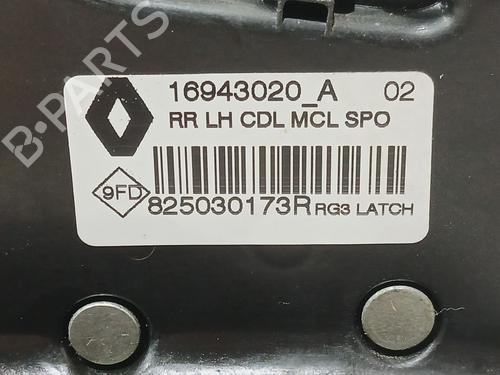 B-PARTS
16943020_A 02
RR LH CDL MCL SPO
9FD
825030173R RG3 LATCH